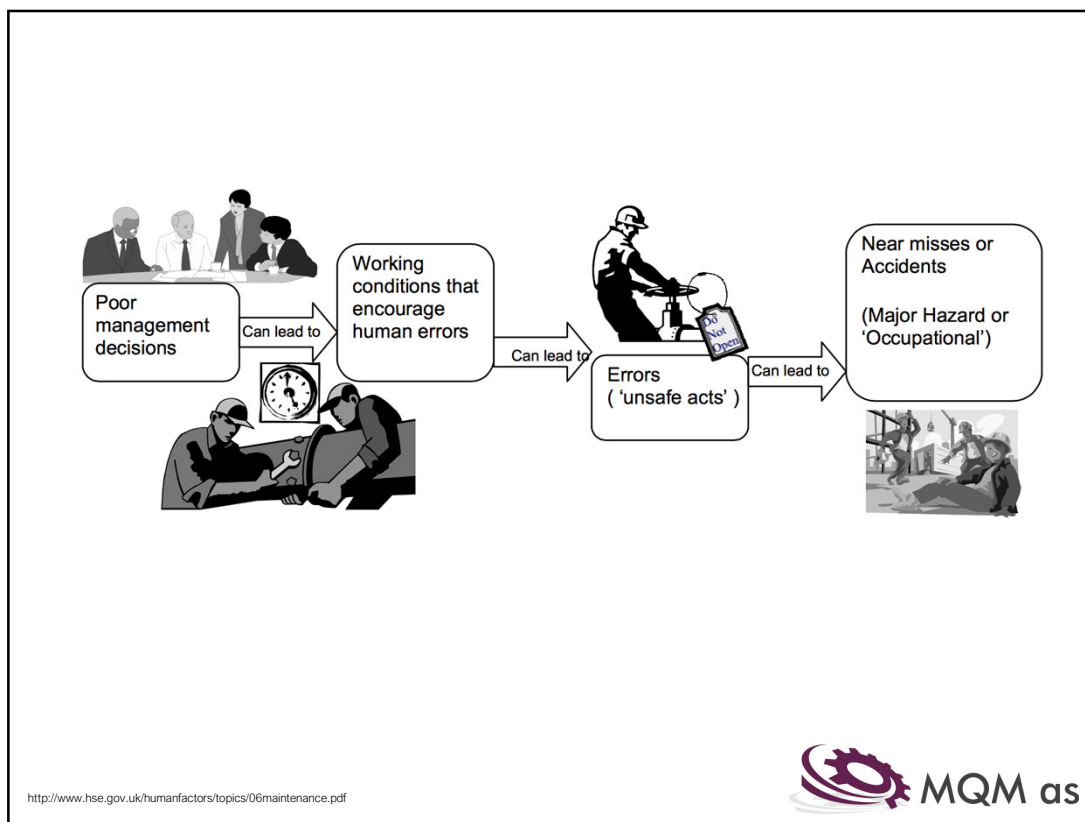 Poor
management
decisions
Can lead to
Working
conditions that
encourage
human errors
Can lead to
Do
Not
Open
Errors
( 'unsafe acts' )
Can lead to
Near misses or
Accidents
(Major Hazard or
'Occupational')
http://www.hse.gov.uk/humanfactors/topics/06maintenance.pdf
MQM as